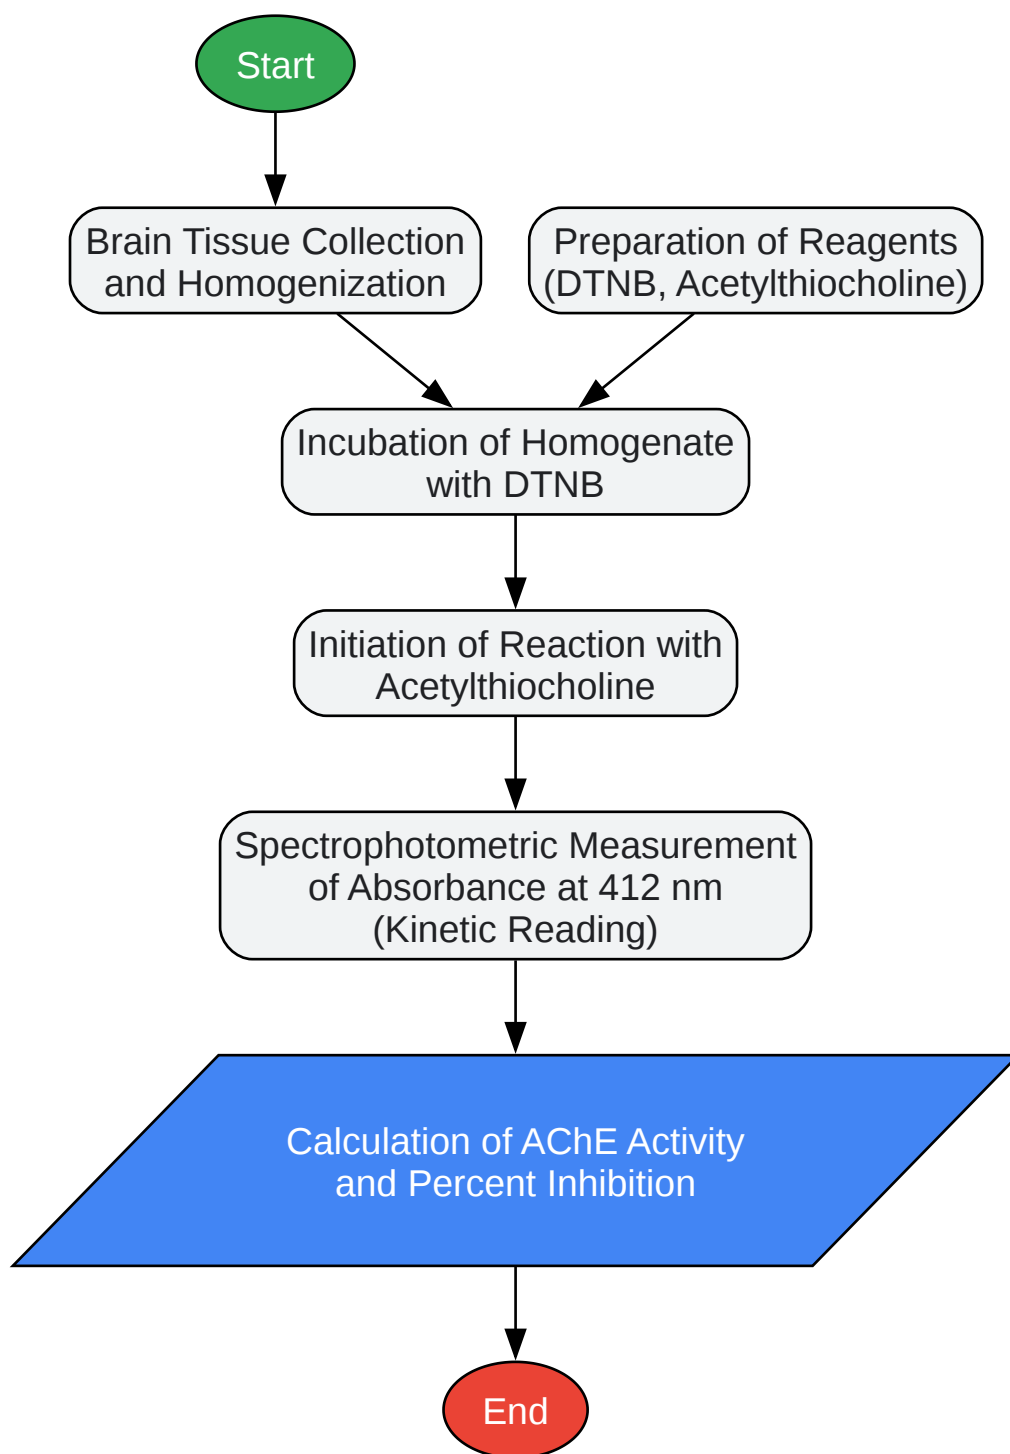 Start
Brain Tissue Collection
and Homogenization
Preparation of Reagents
(DTNB, Acetylthiocholine)
Incubation of Homogenate
with DTNB
Initiation of Reaction with
Acetylthiocholine
Spectrophotometric Measurement
of Absorbance at 412 nm
(Kinetic Reading)
Calculation of AChE Activity
and Percent Inhibition
End